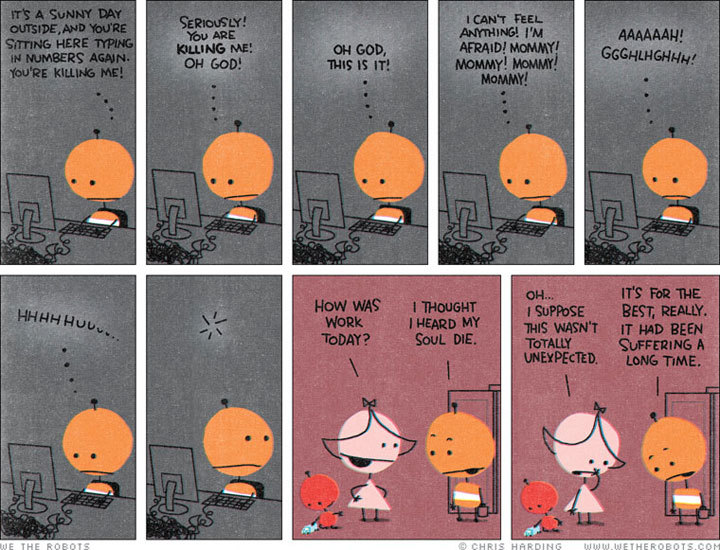 IT'S A SUNNY DAY
OUTSIDE, AND YOU'RE
SITTING HERE TYPING
IN NUMBERS AGAIN.
YOU'RE KILLING ME!
SERIOUSLY!
YOU ARE
KILLING ME!
OH GOD!
OH GOD,
THIS IS IT!
I CAN'T FEEL
ANYTHING! I'M
AFRAID! MOMMY!
MOMMY! MOMMY!
MOMMY!
AAAAAAH!
GGGHLHGHHH!
HHHHHUUUU...
HOW WAS
WORK
TODAY?
I THOUGHT
I HEARD MY
SOUL DIE.
OH...
I SUPPOSE
THIS WASN'T
TOTALLY
UNEXPECTED.
IT'S FOR THE
BEST, REALLY.
IT HAD BEEN
SUFFERING A
LONG TIME.
WE THE ROBOTS
© CHRIS HARDING
WWW.WETHEROBOTS.COM